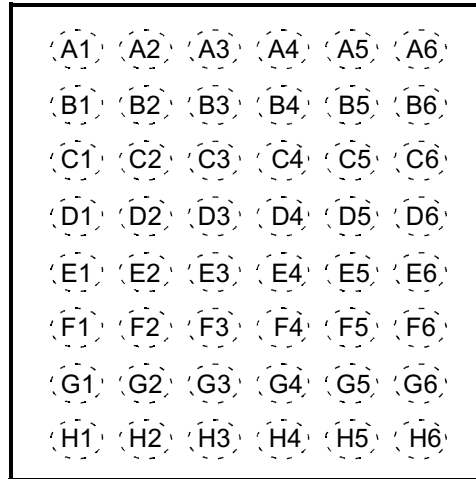 A1 A2 A3 A4 A5 A6
B1 B2 B3 B4 B5 B6
C1 C2 C3 C4 C5 C6
D1 D2 D3 D4 D5 D6
E1 E2 E3 E4 E5 E6
F1 F2 F3 F4 F5 F6
G1 G2 G3 G4 G5 G6
H1 H2 H3 H4 H5 H6